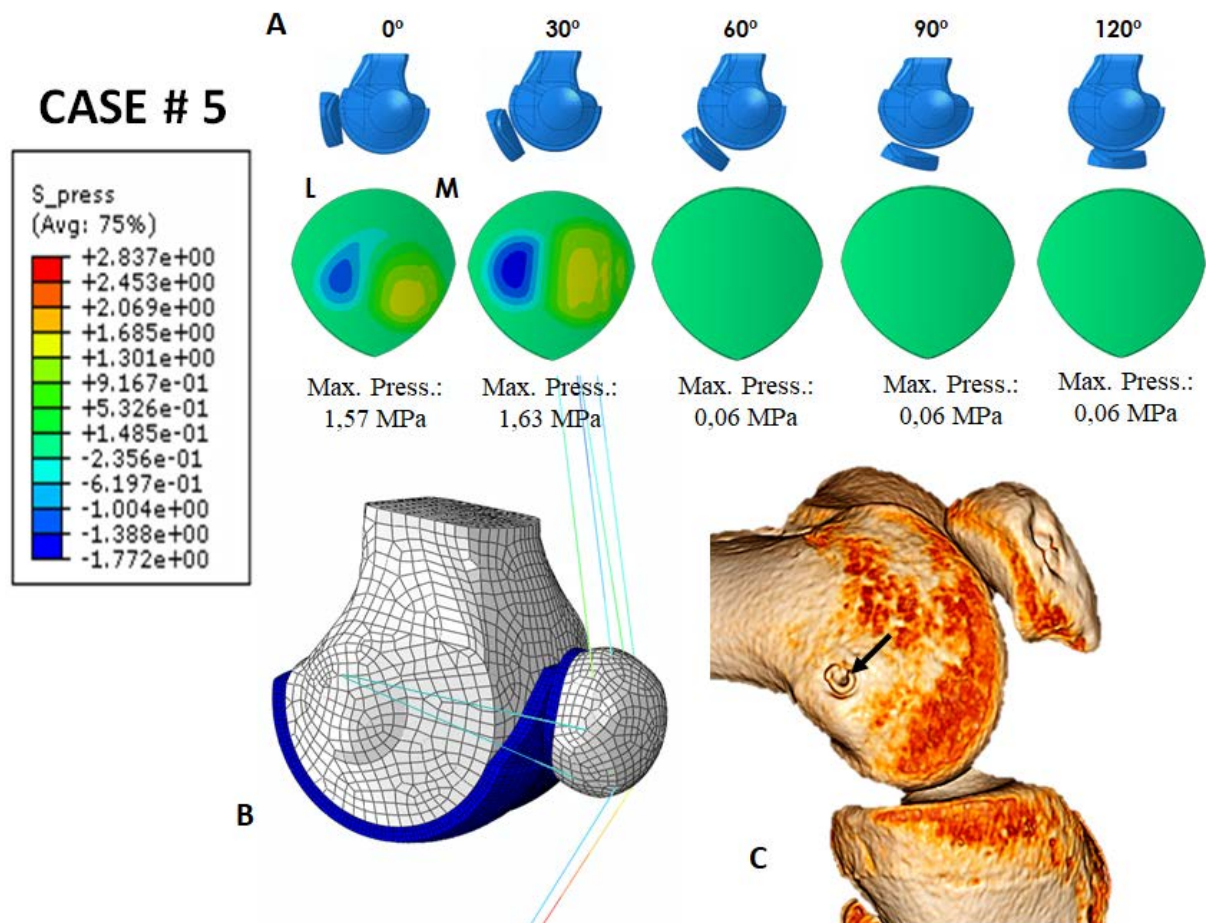 A
0º
30º
60º
90º
120º
CASE # 5
L
M
S_press
(Avg: 75%)
+2.837e+00
+2.453e+00
+2.069e+00
+1.685e+00
+1.301e+00
+9.167e-01
+5.326e-01
+1.485e-01
-2.356e-01
-6.197e-01
-1.004e+00
-1.388e+00
-1.772e+00
Max. Press.:
1,57 MPa
Max. Press.:
1,63 MPa
Max. Press.:
0,06 MPa
Max. Press.:
0,06 MPa
Max. Press.:
0,06 MPa
B
C